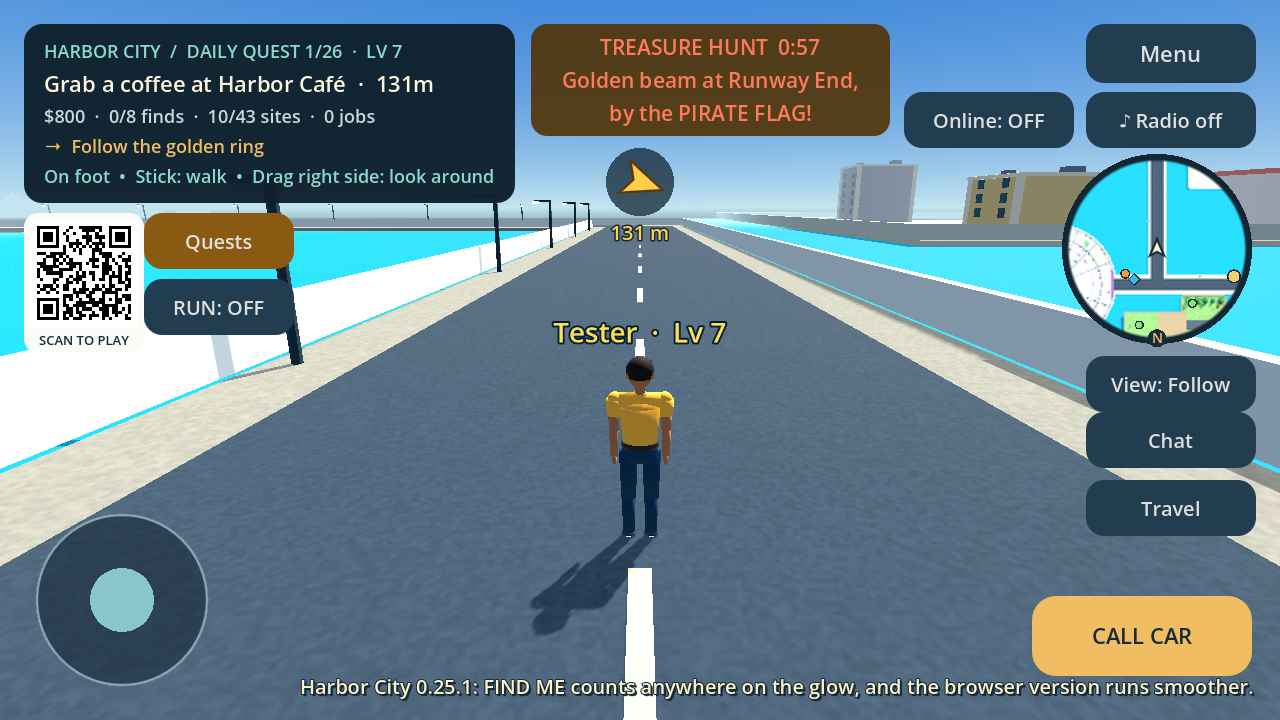 HARBOR CITY / DAILY QUEST 1/26 · LV 7
Grab a coffee at Harbor Café · 131m
$800 · 0/8 finds · 10/43 sites · 0 jobs
→ Follow the golden ring
On foot • Stick: walk • Drag right side: look around
TREASURE HUNT 0:57
Golden beam at Runway End,
by the PIRATE FLAG!
Menu
Online: OFF
♪ Radio off
131 m
Quests
RUN: OFF
SCAN TO PLAY
Tester · Lv 7
N
View: Follow
Chat
Travel
CALL CAR
Harbor City 0.25.1: FIND ME counts anywhere on the glow, and the browser version runs smoother.